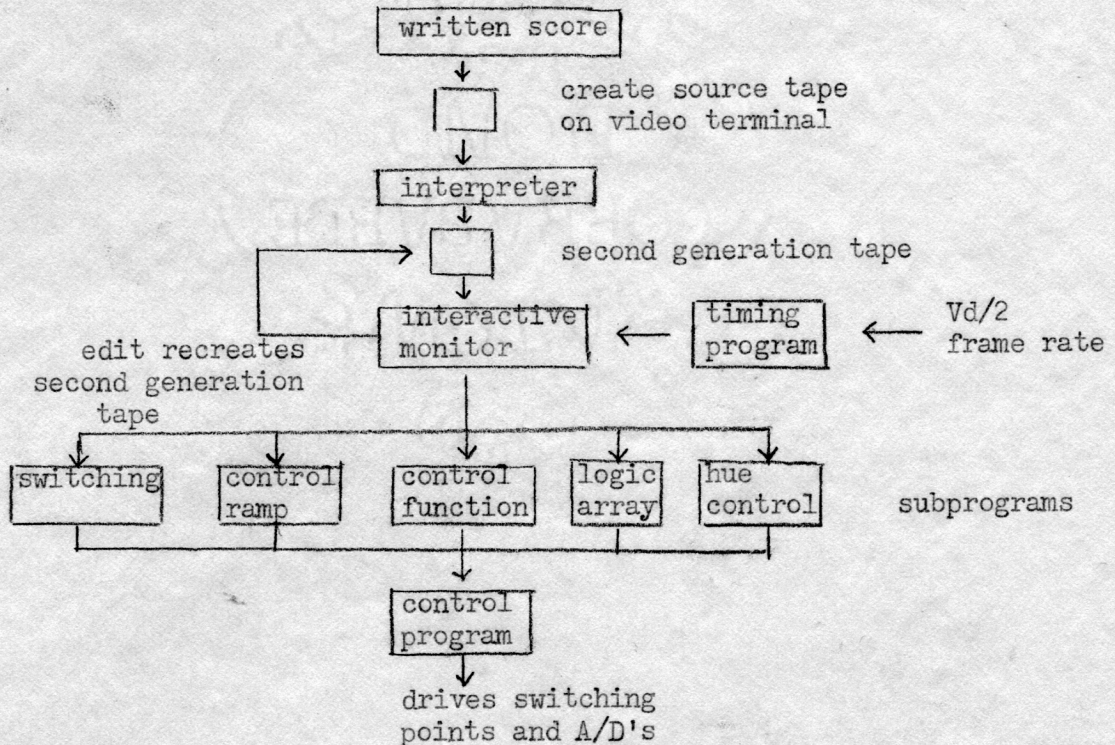 written score
create source tape
on video terminal
interpreter
second generation tape
interactive
monitor
timing
program
Vd/2
frame rate
edit recreates
second generation
tape
switching
control
ramp
control
function
logic
array
hue
control
subprograms
control
program
drives switching
points and A/D's